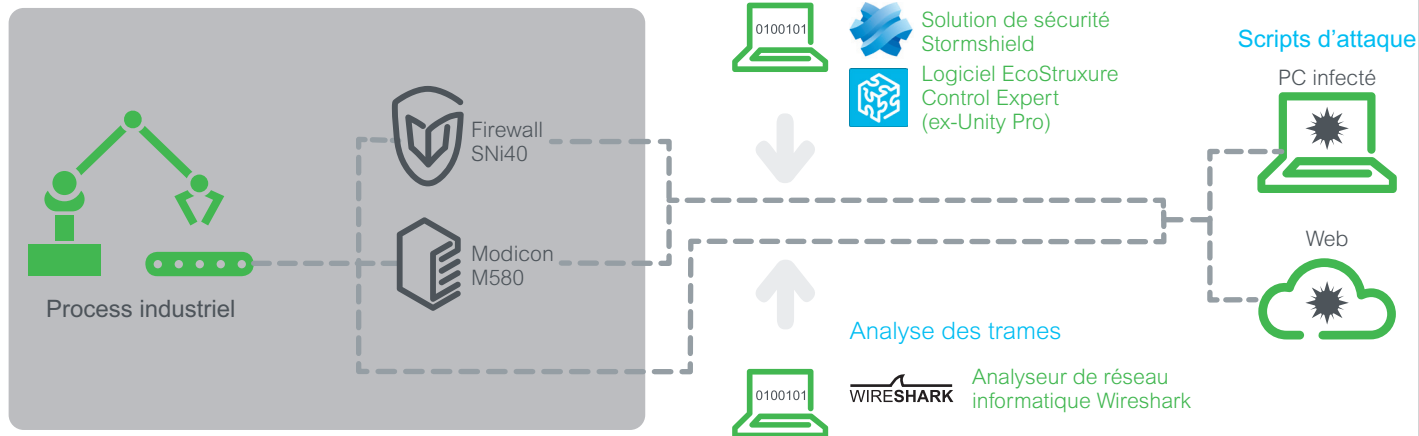 0100101
Solution de sécurité
Stormshield
Logiciel EcoStruxure
Control Expert
(ex-Unity Pro)
Scripts d'attaque
PC infecté
Firewall
SNi40
Modicon
M580
Web
Process industriel
Analyse des trames
0100101
WIRESHARK
Analyseur de réseau
informatique Wireshark